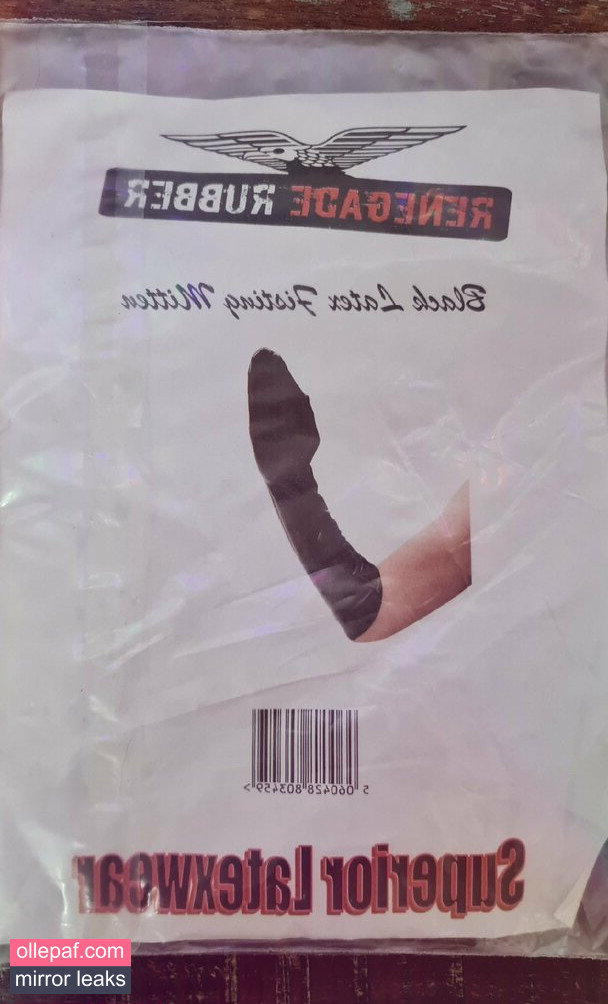 RENEGADE RUBBER
Black Latex Fisting Mitten
5 060428 803459 >
Superior Latexwear
ollepaf.com
mirror leaks